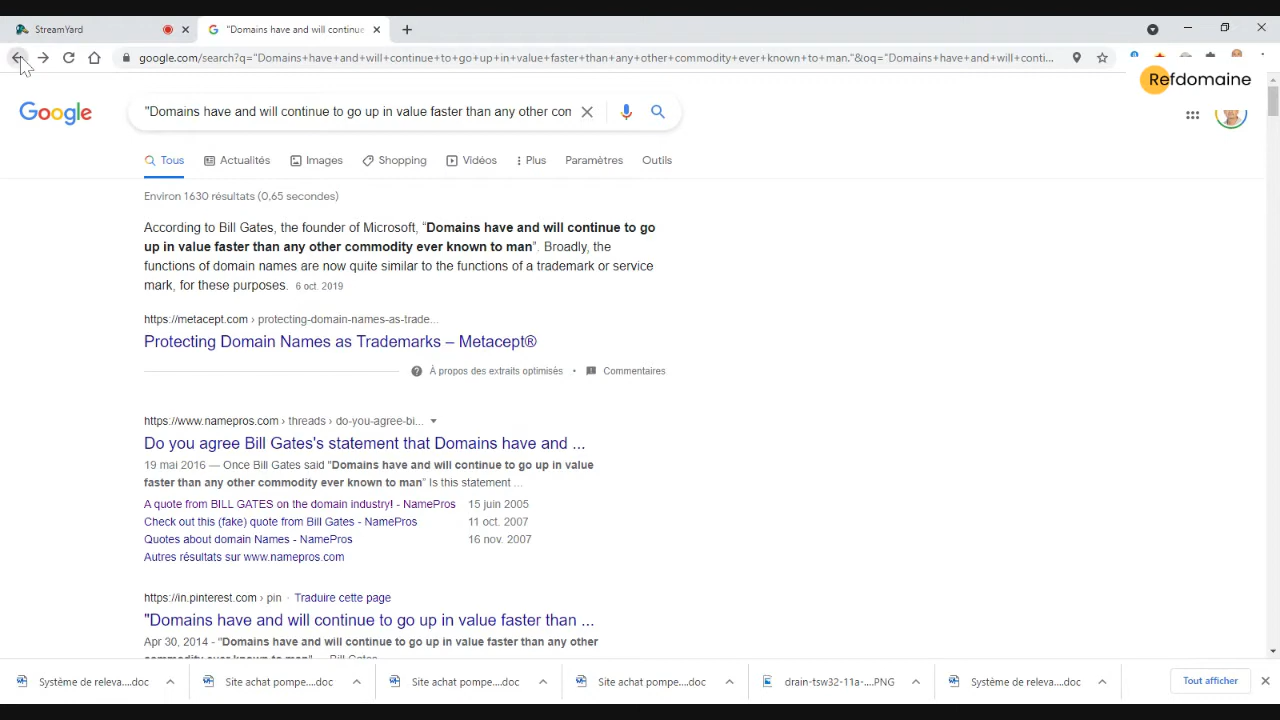 StreamYard
"Domains have and will continue
google.com/search?q="Domains+have+and+will+continue+to+go+up+in+value+faster+than+any+other+commodity+ever+known+to+man."&oq="Domains+have+and+will+conti...
Refdomaine
Google
"Domains have and will continue to go up in value faster than any other com
Tous
Actualités
Images
Shopping
Vidéos
Plus
Paramètres
Outils
Environ 1630 résultats (0,65 secondes)
According to Bill Gates, the founder of Microsoft, "Domains have and will continue to go
up in value faster than any other commodity ever known to man". Broadly, the
functions of domain names are now quite similar to the functions of a trademark or service
mark, for these purposes. 6 oct. 2019
https://metacept.com › protecting-domain-names-as-trade...
Protecting Domain Names as Trademarks – Metacept®
À propos des extraits optimisés • Commentaires
https://www.namepros.com › threads › do-you-agree-bi...
Do you agree Bill Gates's statement that Domains have and ...
19 mai 2016 — Once Bill Gates said "Domains have and will continue to go up in value
faster than any other commodity ever known to man" Is this statement ...
A quote from BILL GATES on the domain industry! - NamePros 15 juin 2005
Check out this (fake) quote from Bill Gates - NamePros 11 oct. 2007
Quotes about domain Names - NamePros 16 nov. 2007
Autres résultats sur www.namepros.com
https://in.pinterest.com › pin · Traduire cette page
"Domains have and will continue to go up in value faster than ...
Apr 30, 2014 - "Domains have and will continue to go up in value faster than any other
commodity ever known to man" — Bill Gates
Système de releva....doc
Site achat pompe....doc
Site achat pompe....doc
Site achat pompe....doc
drain-tsw32-11a-....PNG
Système de releva....doc
Tout afficher